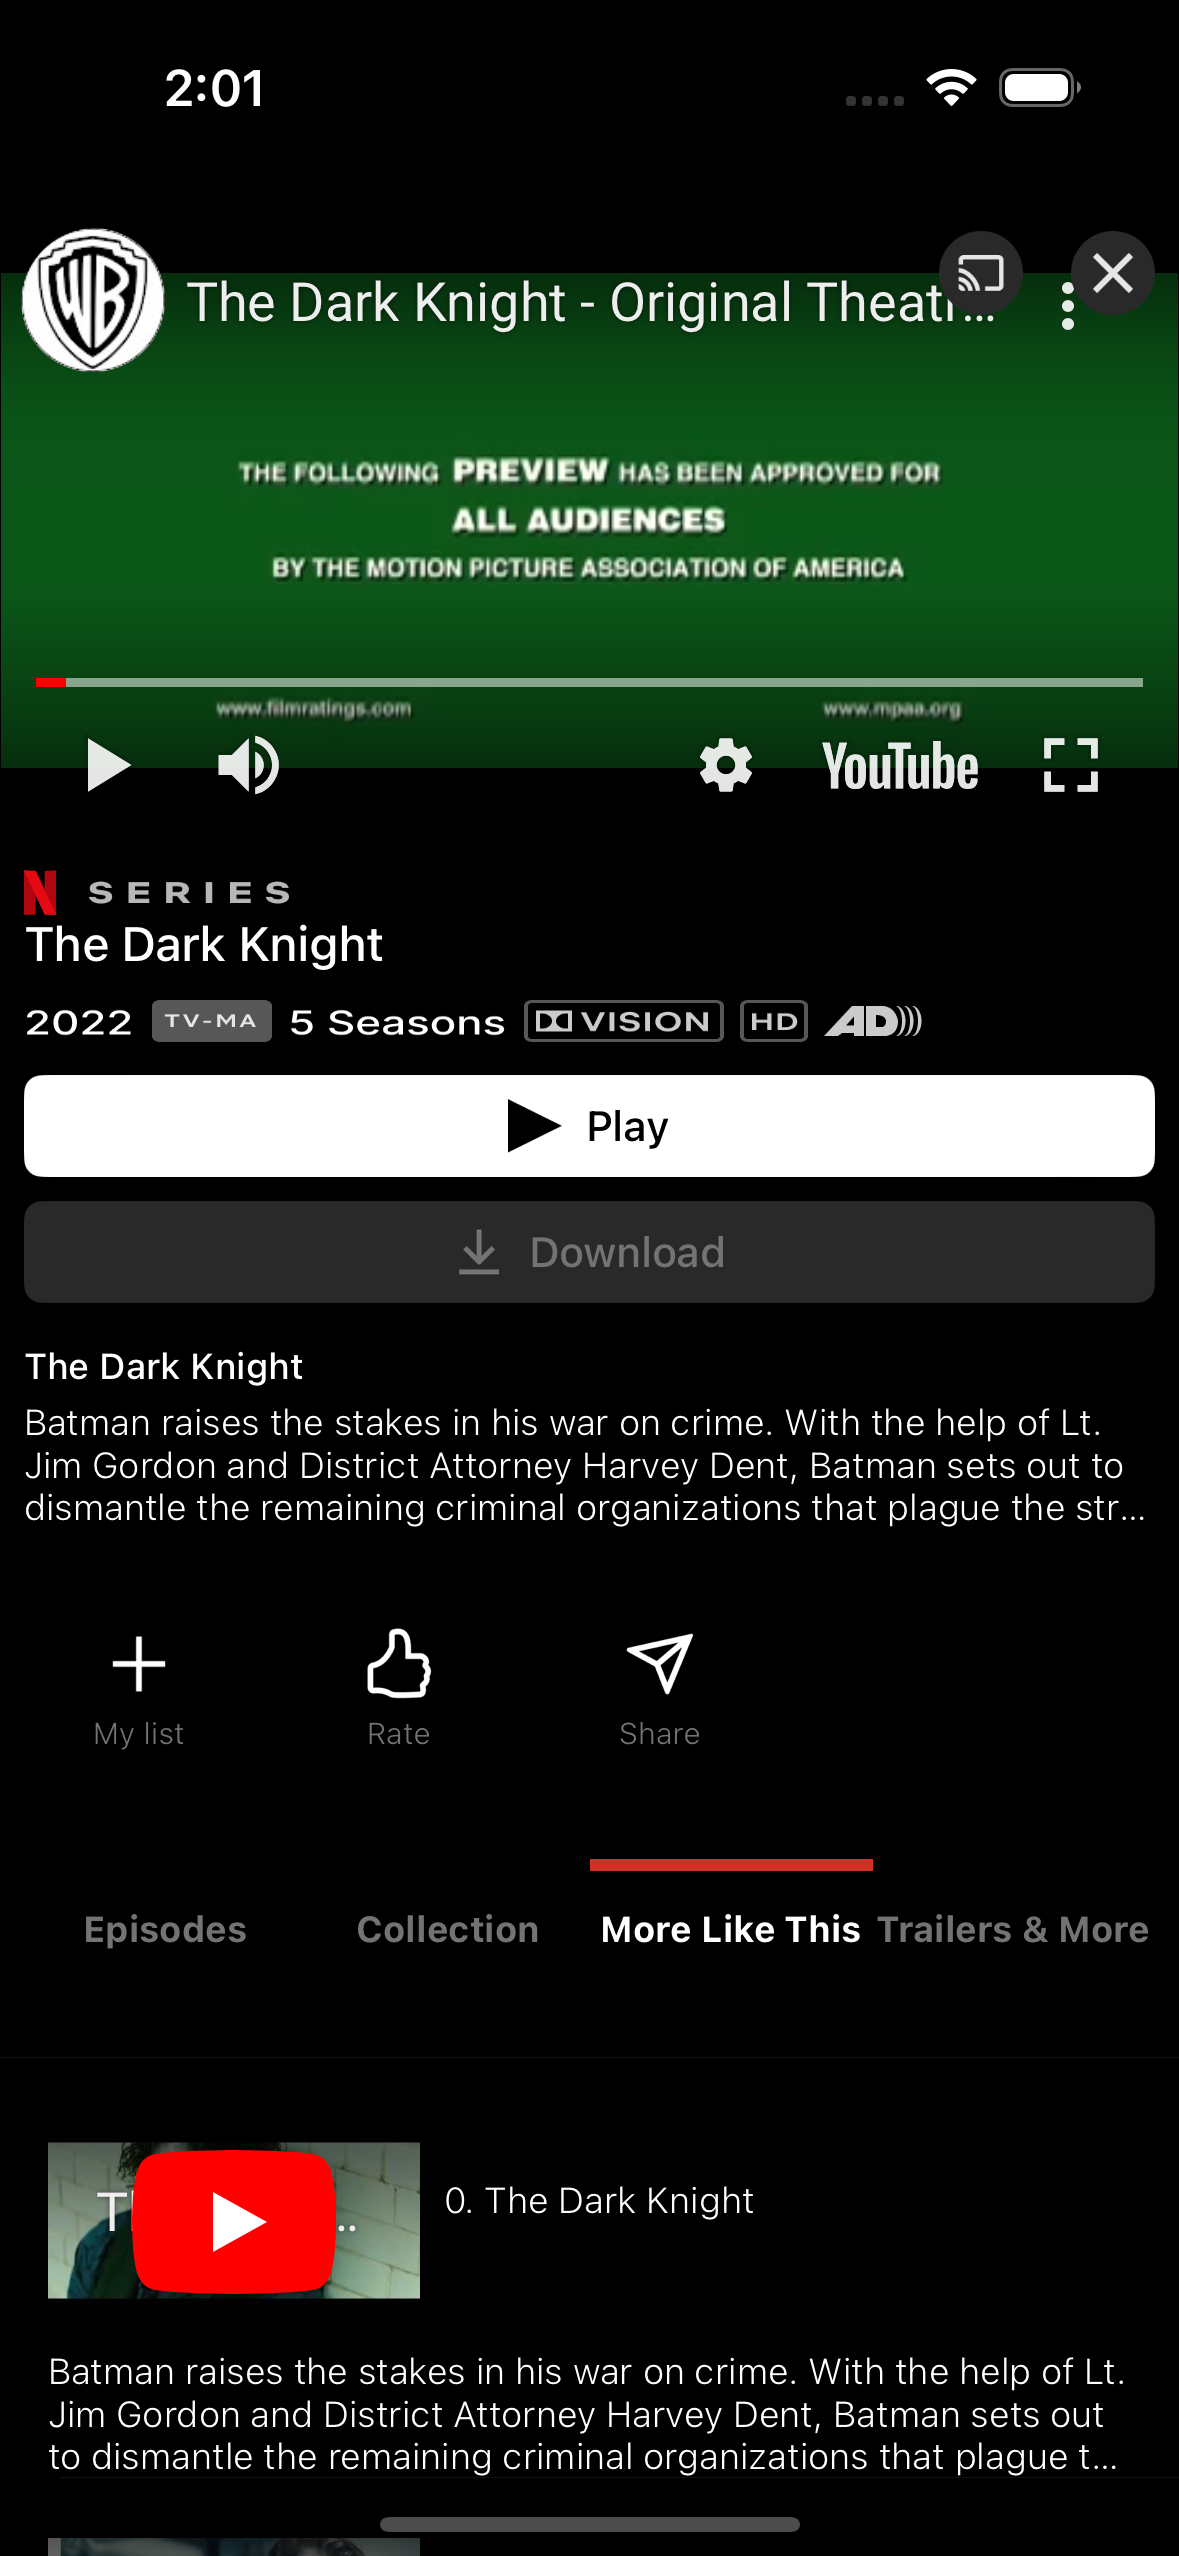 2:01
WB
The Dark Knight - Original Theatr...
THE FOLLOWING PREVIEW HAS BEEN APPROVED FOR
ALL AUDIENCES
BY THE MOTION PICTURE ASSOCIATION OF AMERICA
www.filmratings.com www.mpaa.org
YouTube
N SERIES
The Dark Knight
2022 TV-MA 5 Seasons VISION HD AD
Play
Download
The Dark Knight
Batman raises the stakes in his war on crime. With the help of Lt.
Jim Gordon and District Attorney Harvey Dent, Batman sets out to
dismantle the remaining criminal organizations that plague the str...
My list Rate Share
Episodes Collection More Like This Trailers & More
0. The Dark Knight
Batman raises the stakes in his war on crime. With the help of Lt.
Jim Gordon and District Attorney Harvey Dent, Batman sets out
to dismantle the remaining criminal organizations that plague t...